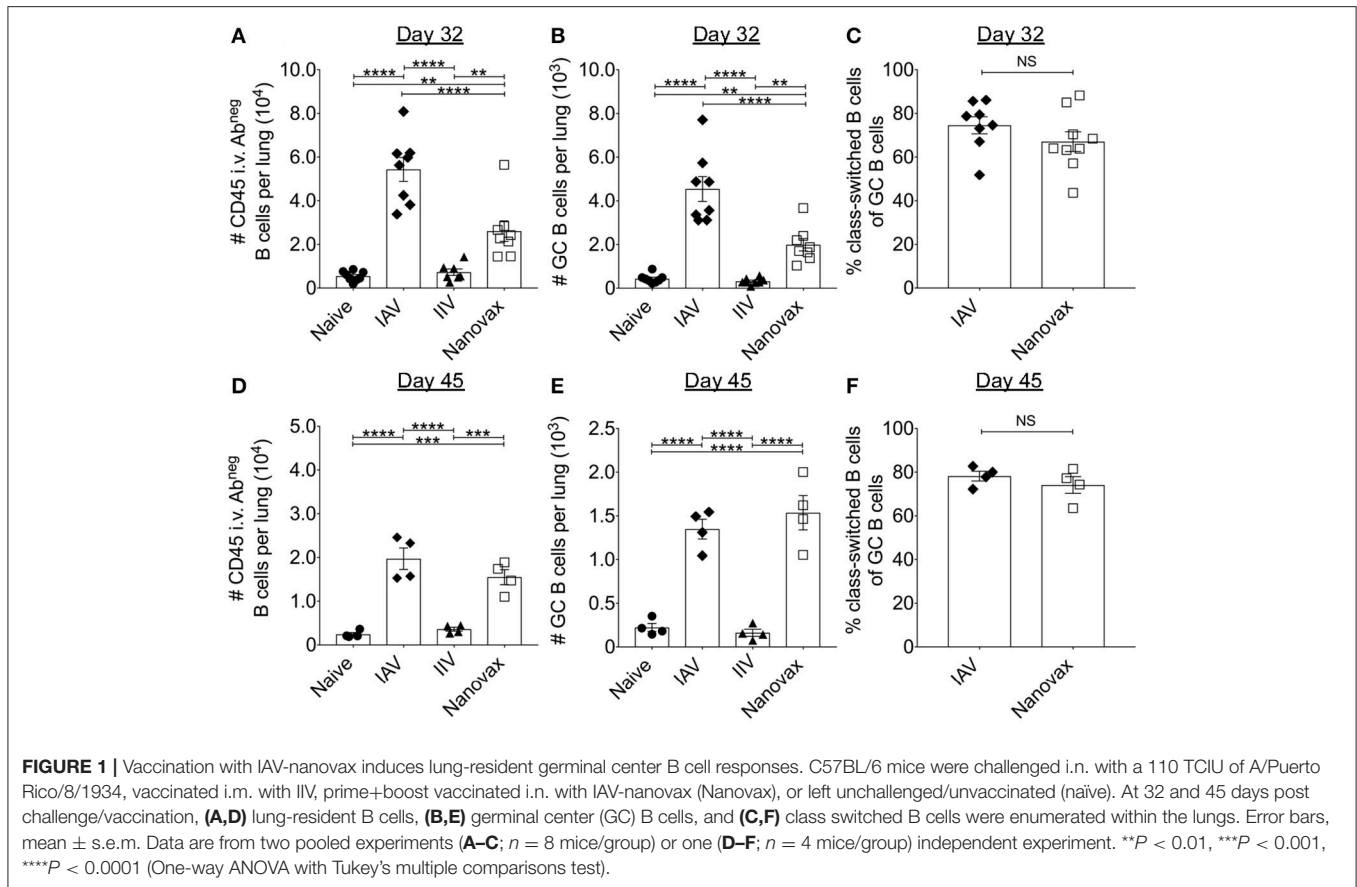 A
Day 32
10.0
8.0
6.0
4.0
2.0
0
# CD45 i.v. Abneg
B cells per lung (10⁴)
**** **** **
**
****
Naive
IAV
IIV
Nanovax
B
Day 32
10.0
8.0
6.0
4.0
2.0
0
# GC B cells per lung (10³)
**** **** **
**
****
Naive
IAV
IIV
Nanovax
C
Day 32
100
80
60
40
20
0
% class-switched B cells
of GC B cells
NS
IAV
Nanovax
D
Day 45
5.0
4.0
3.0
2.0
1.0
0
# CD45 i.v. Abneg
B cells per lung (10⁴)
**** **** ***
***
Naive
IAV
IIV
Nanovax
E
Day 45
2.5
2.0
1.5
1.0
0.5
0
# GC B cells per lung (10³)
**** **** ****
****
Naive
IAV
IIV
Nanovax
F
Day 45
100
80
60
40
20
0
% class-switched B cells
of GC B cells
NS
IAV
Nanovax
FIGURE 1 | Vaccination with IAV-nanovax induces lung-resident germinal center B cell responses. C57BL/6 mice were challenged i.n. with a 110 TCIU of A/Puerto
Rico/8/1934, vaccinated i.m. with IIV, prime+boost vaccinated i.n. with IAV-nanovax (Nanovax), or left unchallenged/unvaccinated (naïve). At 32 and 45 days post
challenge/vaccination, (A,D) lung-resident B cells, (B,E) germinal center (GC) B cells, and (C,F) class switched B cells were enumerated within the lungs. Error bars,
mean ± s.e.m. Data are from two pooled experiments (A–C; n = 8 mice/group) or one (D–F; n = 4 mice/group) independent experiment. **P < 0.01, ***P < 0.001,
****P < 0.0001 (One-way ANOVA with Tukey's multiple comparisons test).